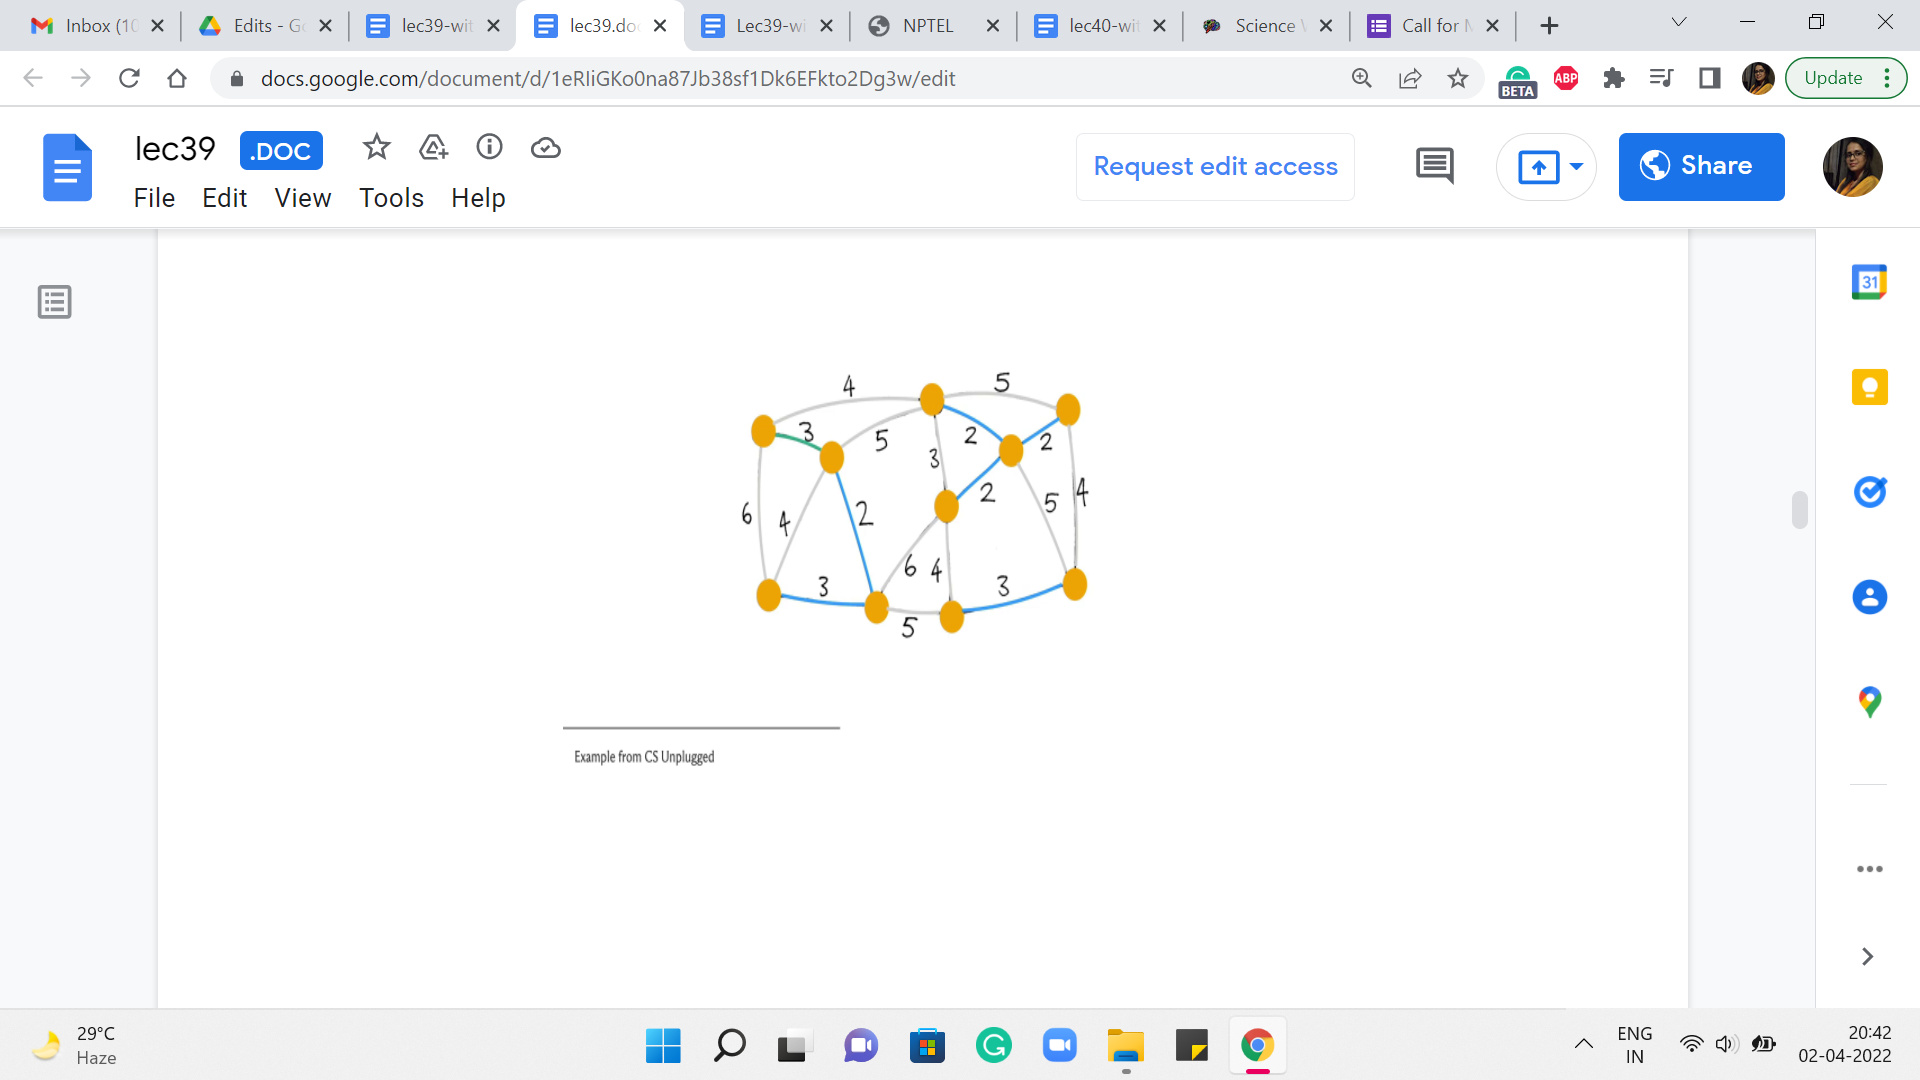 Inbox (10
Edits - Go
lec39-wit
lec39.do
Lec39-wi
NPTEL
lec40-wit
Science V
Call for M
docs.google.com/document/d/1eRliGKo0na87Jb38sf1Dk6EFkto2Dg3w/edit
BETA
ABP
Update
lec39 .DOC
Request edit access
Share
File Edit View Tools Help
31
4 5
3 5 2 2
3
2
6 4 2 5 4
6 4
3 3
5
Example from CS Unplugged
29°C
Haze
ENG
IN
20:42
02-04-2022